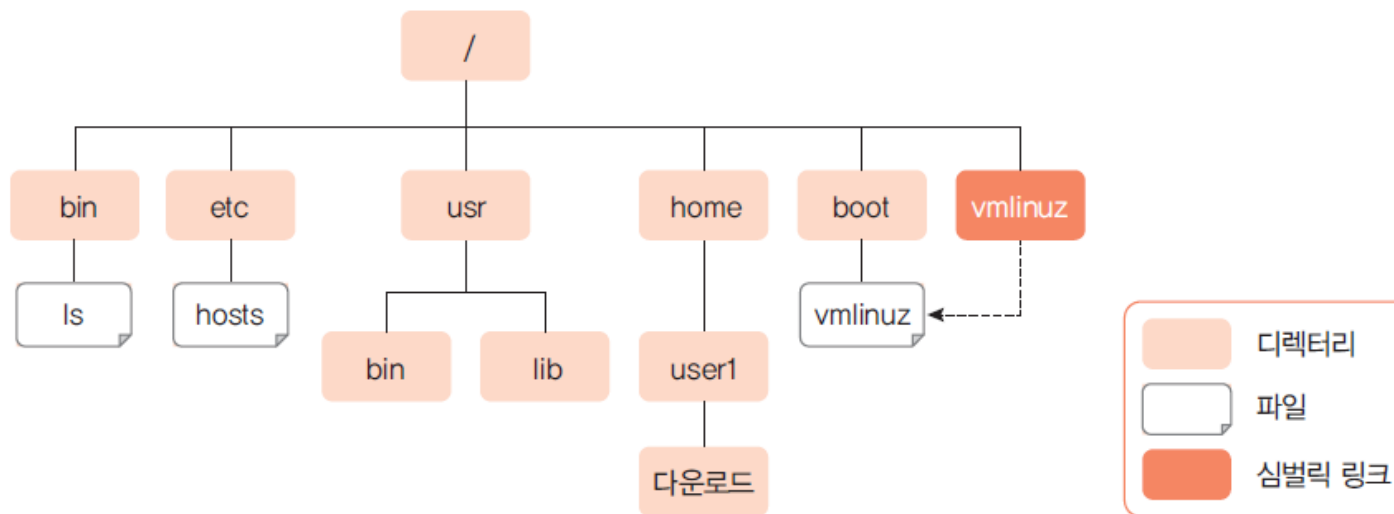 /
bin
etc
usr
home
boot
vmlinuz
ls
hosts
vmlinuz
bin
lib
user1
다운로드
디렉터리
파일
심벌릭 링크